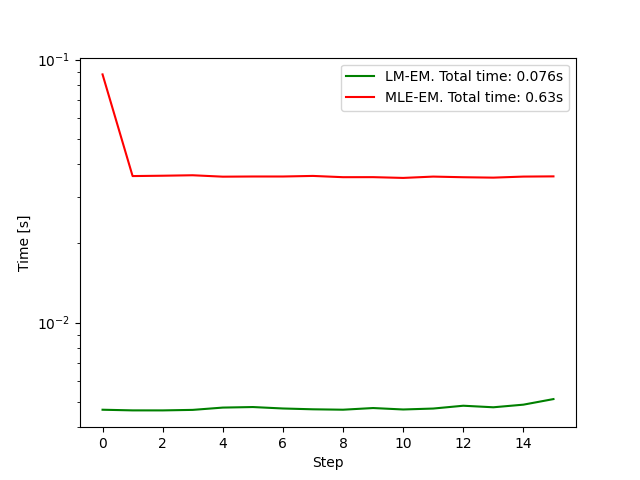 LM-EM. Total time: 0.076s
MLE-EM. Total time: 0.63s
10⁻¹
10⁻²
Time [s]
0 2 4 6 8 10 12 14
Step